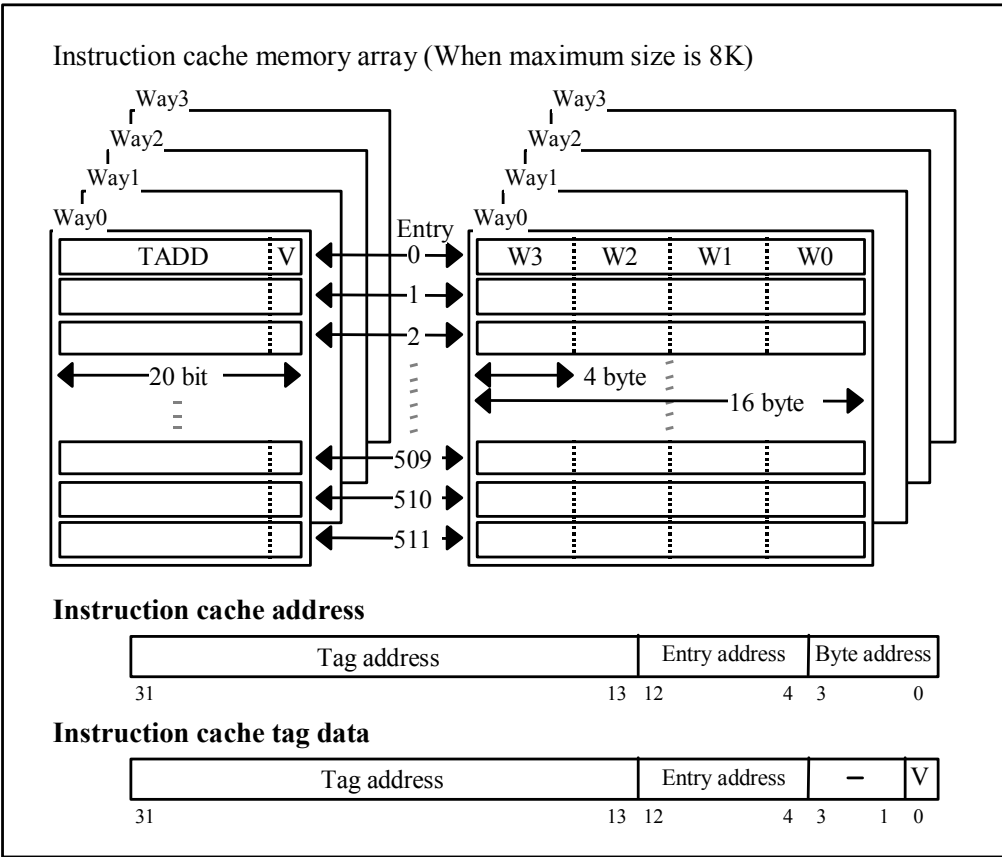 Instruction cache memory array (When maximum size is 8K)
Way3
Way3
Way2
Way2
Way1
Way1
Way0
Entry
Way0
TADD V 0 W3 W2 W1 W0
1
2
20 bit
4 byte
16 byte
509
510
511
Instruction cache address
Tag address Entry address Byte address
31 13 12 4 3 0
Instruction cache tag data
Tag address Entry address – V
31 13 12 4 3 1 0